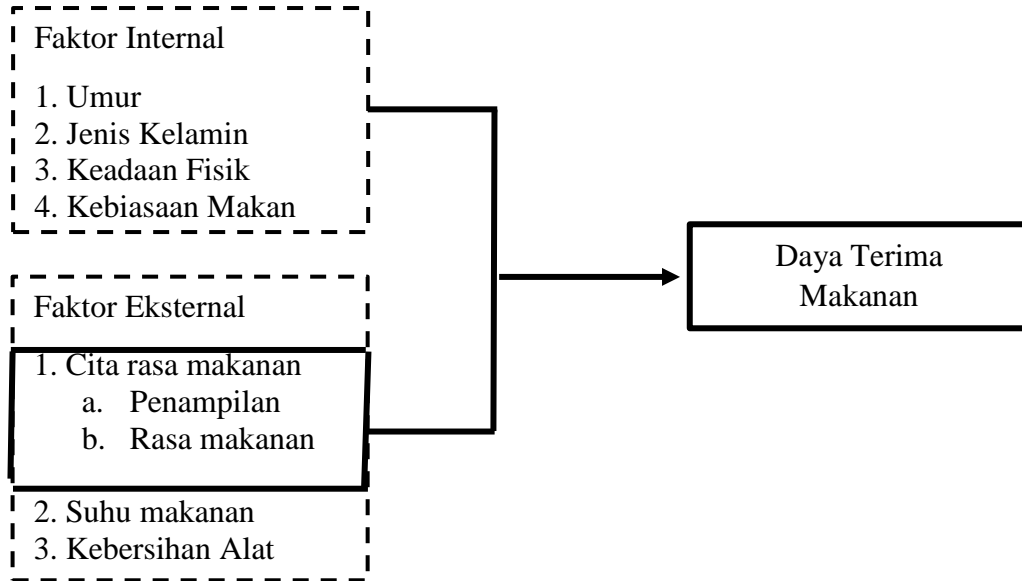 Faktor Internal
1. Umur
2. Jenis Kelamin
3. Keadaan Fisik
4. Kebiasaan Makan
Faktor Eksternal
1. Cita rasa makanan
a. Penampilan
b. Rasa makanan
2. Suhu makanan
3. Kebersihan Alat
Daya Terima
Makanan